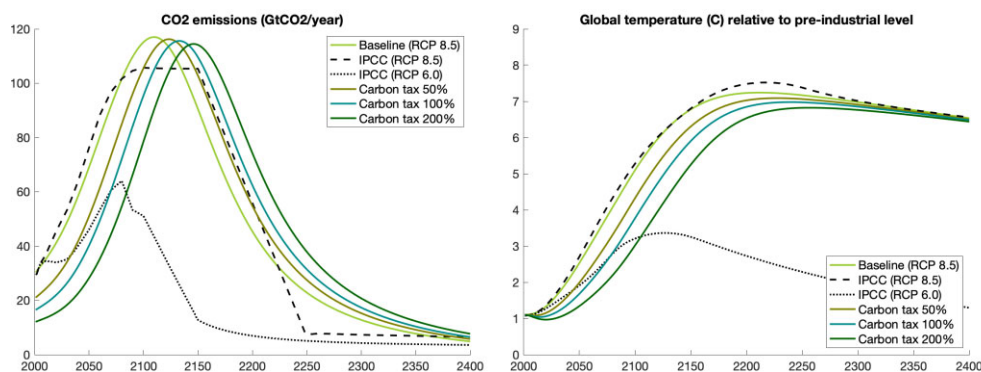 CO2 emissions (GtCO2/year)
120
100
80
60
40
20
0
2000 2050 2100 2150 2200 2250 2300 2350 2400
Baseline (RCP 8.5)
IPCC (RCP 8.5)
IPCC (RCP 6.0)
Carbon tax 50%
Carbon tax 100%
Carbon tax 200%
Global temperature (C) relative to pre-industrial level
9
8
7
6
5
4
3
2
1
0
2000 2050 2100 2150 2200 2250 2300 2350 2400
Baseline (RCP 8.5)
IPCC (RCP 8.5)
IPCC (RCP 6.0)
Carbon tax 50%
Carbon tax 100%
Carbon tax 200%